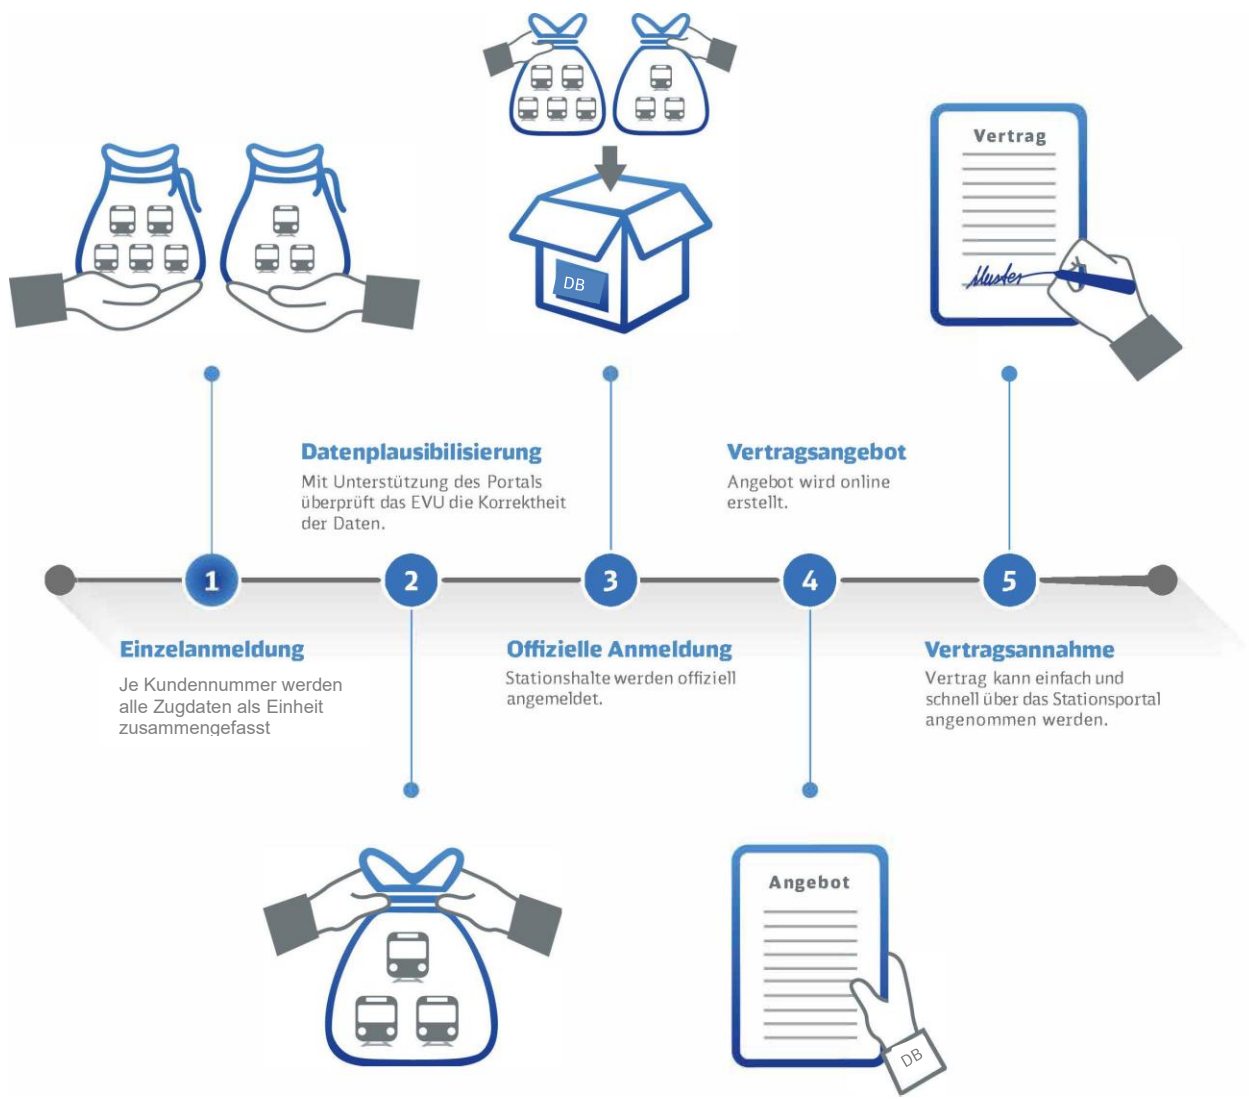 Vertrag
Muster
DB
Datenplausibilisierung
Mit Unterstützung des Portals
überprüft das EVU die Korrektheit
der Daten.
Vertragsangebot
Angebot wird online
erstellt.
1
2
3
4
5
Einzelanmeldung
Je Kundennummer werden
alle Zugdaten als Einheit
zusammengefasst
Offizielle Anmeldung
Stationshalte werden offiziell
angemeldet.
Vertragsannahme
Vertrag kann einfach und
schnell über das Stationsportal
angenommen werden.
Angebot
DB